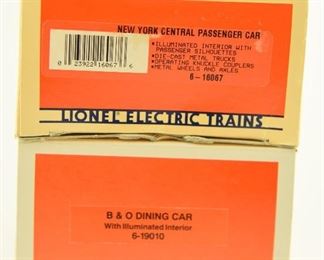 NEW YORK CENTRAL PASSENGER CAR
•ILLUMINATED INTERIOR WITH
PASSENGER SILHOUETTES
•DIE-CAST METAL TRUCKS
•OPERATING KNUCKLE COUPLERS
•METAL WHEELS AND AXLES
6-16067
0 23922 16067 6
LIONEL ELECTRIC TRAINS
B & O DINING CAR
With Illuminated Interior
6-19010